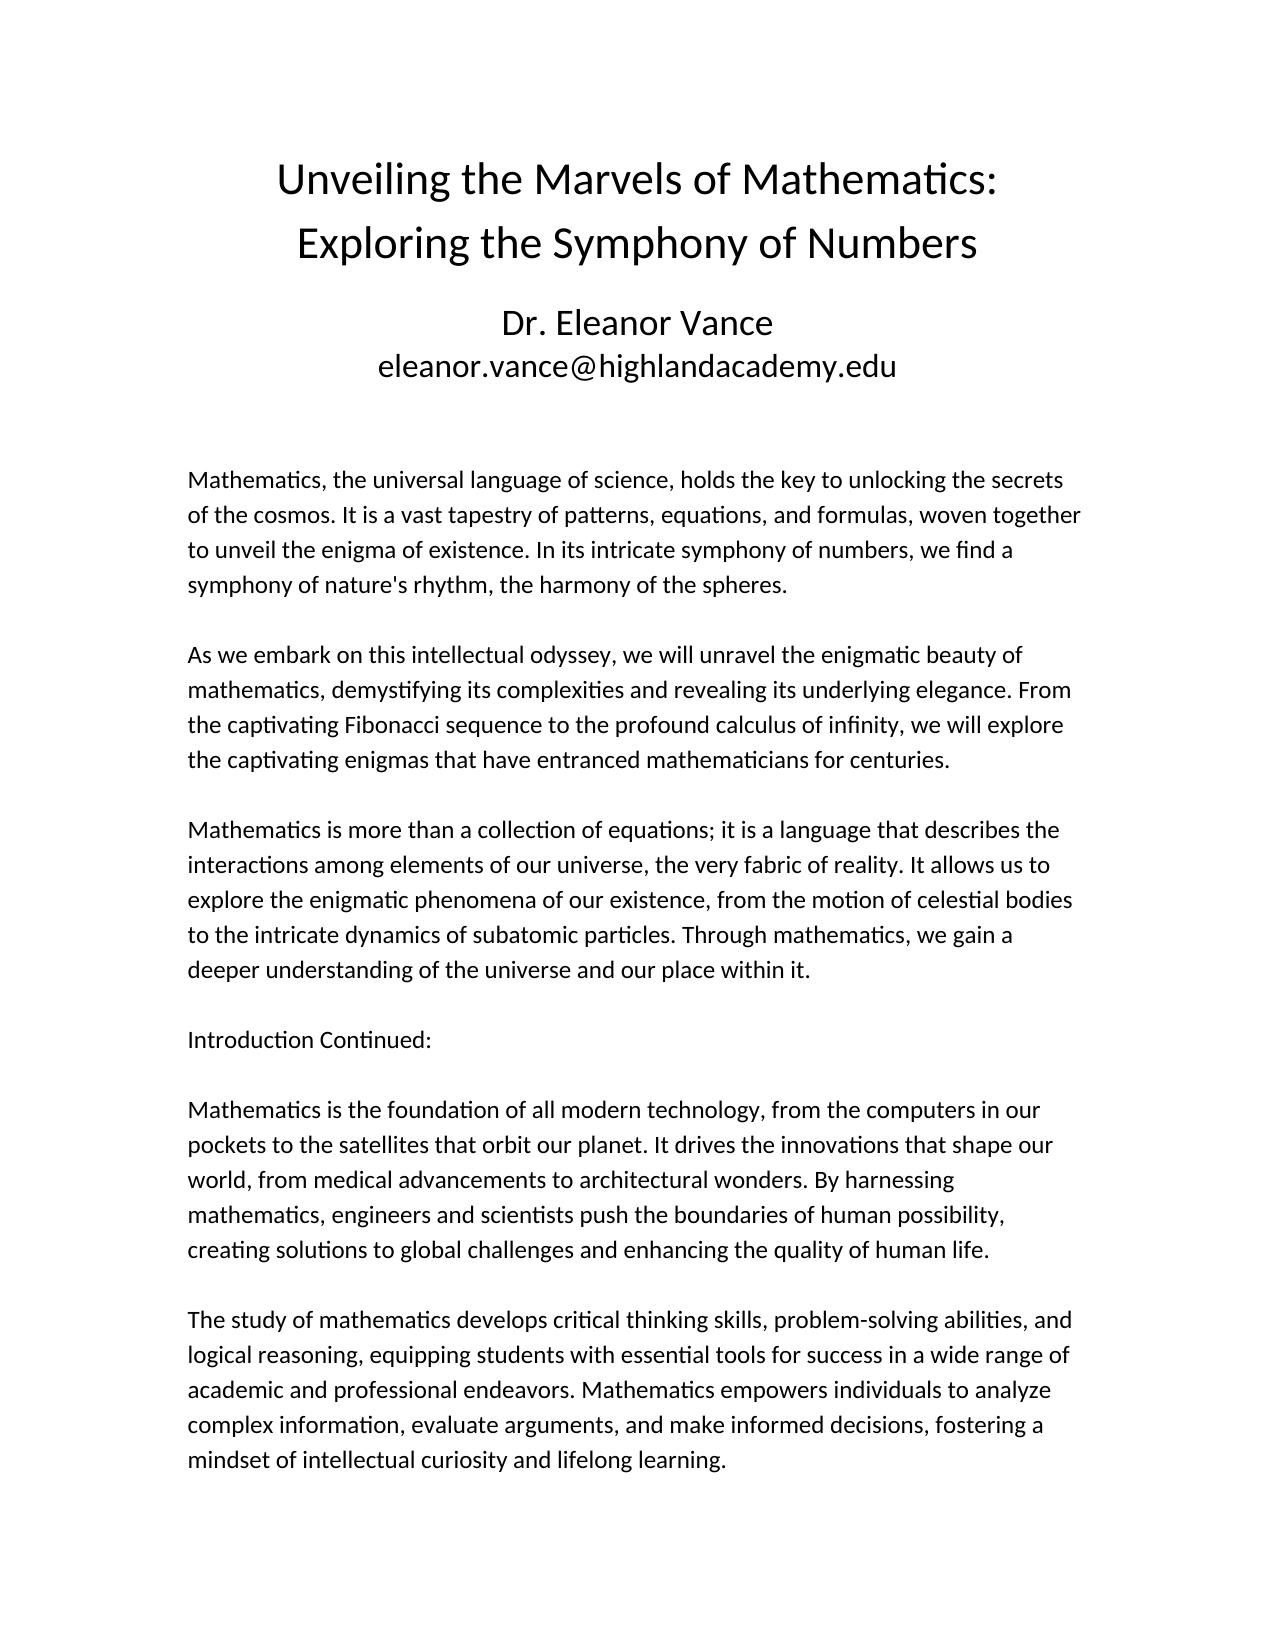 Unveiling the Marvels of Mathematics:
Exploring the Symphony of Numbers
Dr. Eleanor Vance
eleanor.vance@highlandacademy.edu
Mathematics, the universal language of science, holds the key to unlocking the secrets
of the cosmos. It is a vast tapestry of patterns, equations, and formulas, woven together
to unveil the enigma of existence. In its intricate symphony of numbers, we find a
symphony of nature's rhythm, the harmony of the spheres.
As we embark on this intellectual odyssey, we will unravel the enigmatic beauty of
mathematics, demystifying its complexities and revealing its underlying elegance. From
the captivating Fibonacci sequence to the profound calculus of infinity, we will explore
the captivating enigmas that have entranced mathematicians for centuries.
Mathematics is more than a collection of equations; it is a language that describes the
interactions among elements of our universe, the very fabric of reality. It allows us to
explore the enigmatic phenomena of our existence, from the motion of celestial bodies
to the intricate dynamics of subatomic particles. Through mathematics, we gain a
deeper understanding of the universe and our place within it.
Introduction Continued:
Mathematics is the foundation of all modern technology, from the computers in our
pockets to the satellites that orbit our planet. It drives the innovations that shape our
world, from medical advancements to architectural wonders. By harnessing
mathematics, engineers and scientists push the boundaries of human possibility,
creating solutions to global challenges and enhancing the quality of human life.
The study of mathematics develops critical thinking skills, problem-solving abilities, and
logical reasoning, equipping students with essential tools for success in a wide range of
academic and professional endeavors. Mathematics empowers individuals to analyze
complex information, evaluate arguments, and make informed decisions, fostering a
mindset of intellectual curiosity and lifelong learning.